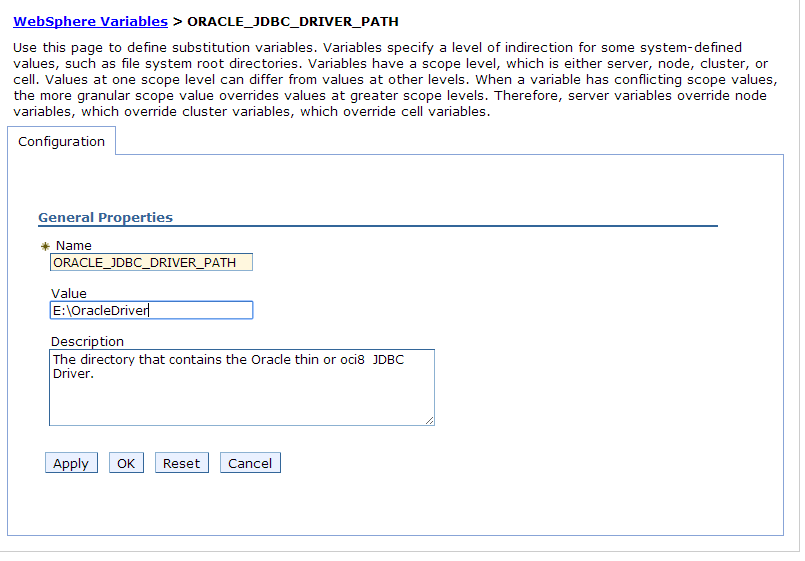 WebSphere Variables > ORACLE_JDBC_DRIVER_PATH
Use this page to define substitution variables. Variables specify a level of indirection for some system-defined
values, such as file system root directories. Variables have a scope level, which is either server, node, cluster, or
cell. Values at one scope level can differ from values at other levels. When a variable has conflicting scope values,
the more granular scope value overrides values at greater scope levels. Therefore, server variables override node
variables, which override cluster variables, which override cell variables.
Configuration
General Properties
Name
ORACLE_JDBC_DRIVER_PATH
Value
E:\OracleDriver
Description
The directory that contains the Oracle thin or oci8  JDBC
Driver.
Apply OK Reset Cancel